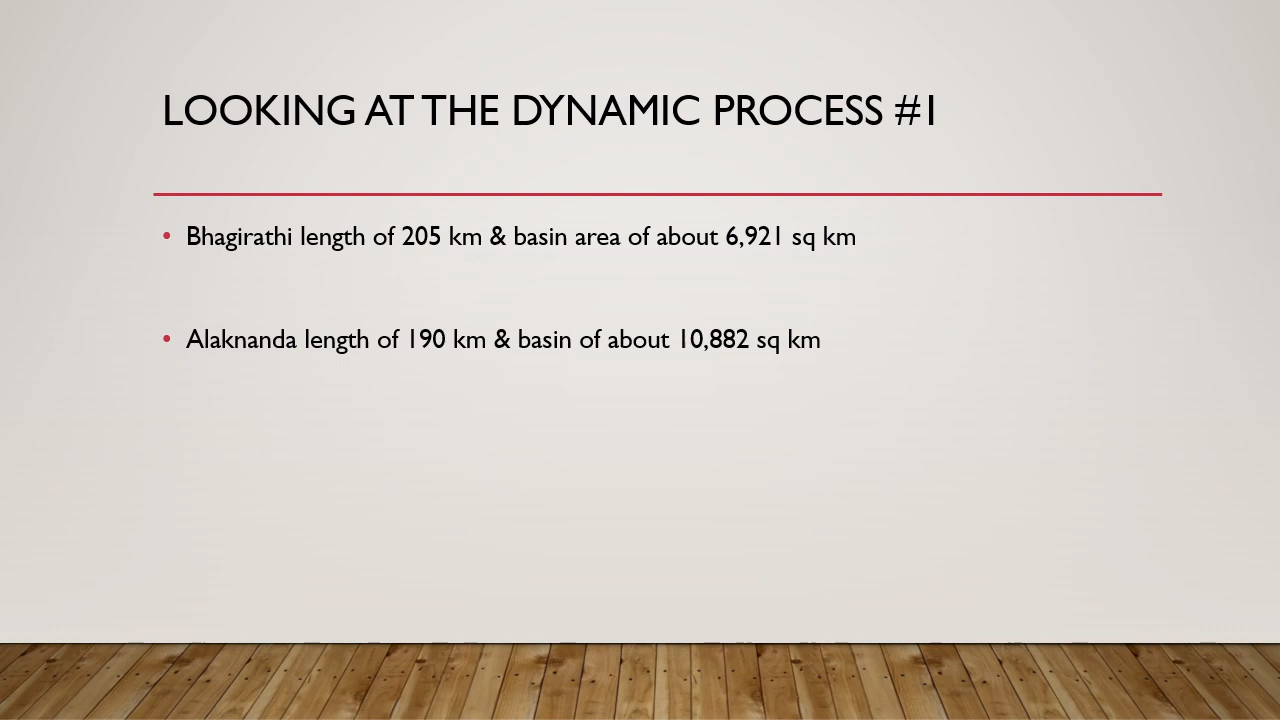 LOOKING AT THE DYNAMIC PROCESS #1
• Bhagirathi length of 205 km & basin area of about 6,921 sq km
• Alaknanda length of 190 km & basin of about 10,882 sq km